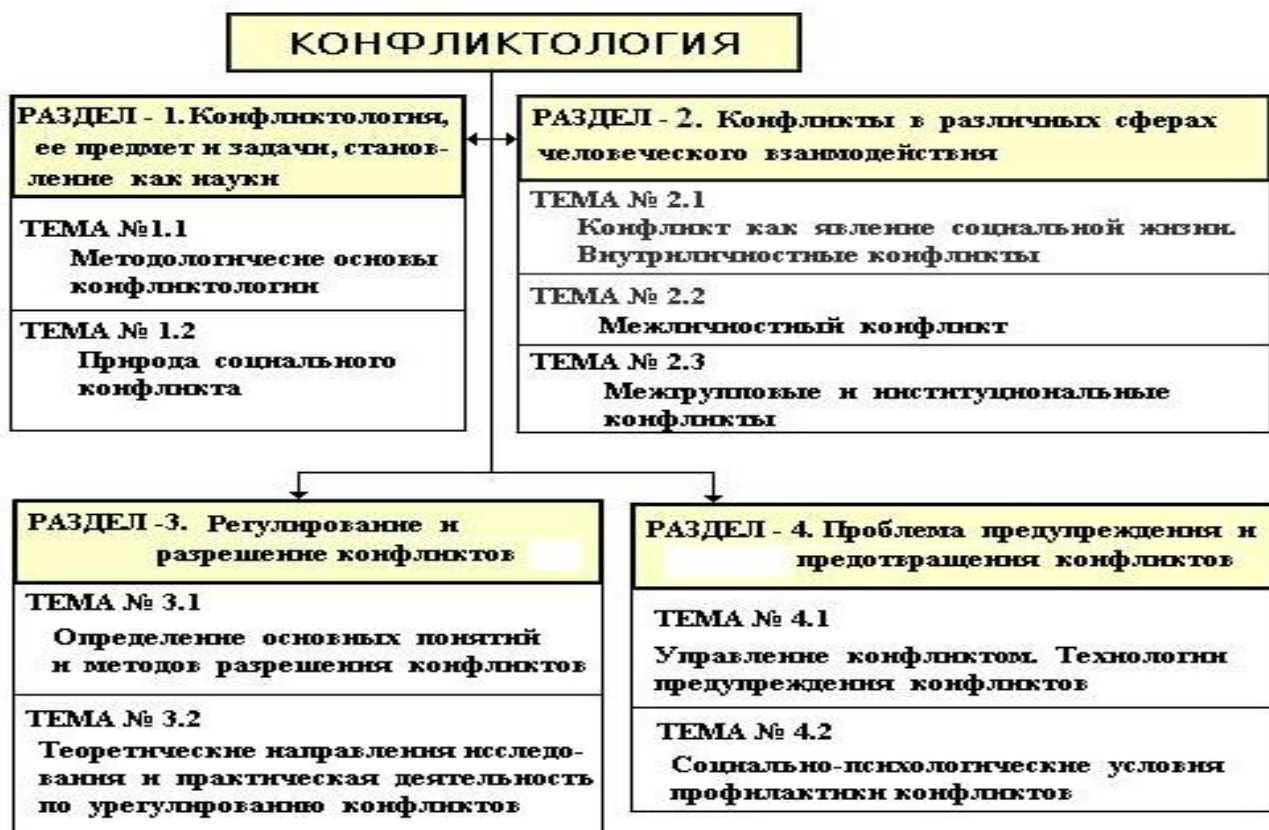 КОНФЛИКТОЛОГИЯ
РАЗДЕЛ - 1. Конфликтология,
ее предмет и задачи, станов-
ление как науки
ТЕМА №1.1
Методологичесие основы
конфликтологии
ТЕМА № 1.2
Природа социального
конфликта
РАЗДЕЛ - 2. Конфликты в различных сферах
человеческого взаимодействия
ТЕМА № 2.1
Конфликт как явление социальной жизни.
Внутриличностные конфликты
ТЕМА № 2.2
Межличностный конфликт
ТЕМА № 2.3
Межгрупповые и институциональные
конфликты
РАЗДЕЛ -3. Регулирование и
разрешение конфликтов
ТЕМА № 3.1
Определение основных понятий
и методов разрешения конфликтов
ТЕМА № 3.2
Теоретические направления исследо-
вания и практическая деятельность
по урегулированию конфликтов
РАЗДЕЛ - 4. Проблема предупреждения и
предотвращения конфликтов
ТЕМА № 4.1
Управление конфликтом. Технологии
предупреждения конфликтов
ТЕМА № 4.2
Социально-психологические условия
профилактики конфликтов